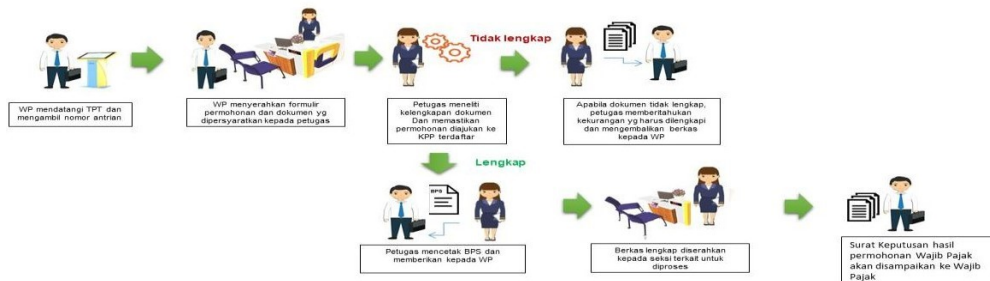 Tidak lengkap
WP mendatangi TPT dan
mengambil nomor antrian
WP menyerahkan formulir
permohonan dan dokumen yg
dipersyaratkan kepada petugas
Petugas meneliti
kelengkapan dokumen
Dan memastikan
permohonan diajukan ke
KPP terdaftar
Apabila dokumen tidak lengkap,
petugas memberitahukan
kekurangan yg harus dilengkapi
dan mengembalikan berkas
kepada WP
Lengkap
BPS
Petugas mencetak BPS dan
memberikan kepada WP
Berkas lengkap diserahkan
kepada seksi terkait untuk
diproses
Surat Keputusan hasil
permohonan Wajib Pajak
akan disampaikan ke Wajib
Pajak